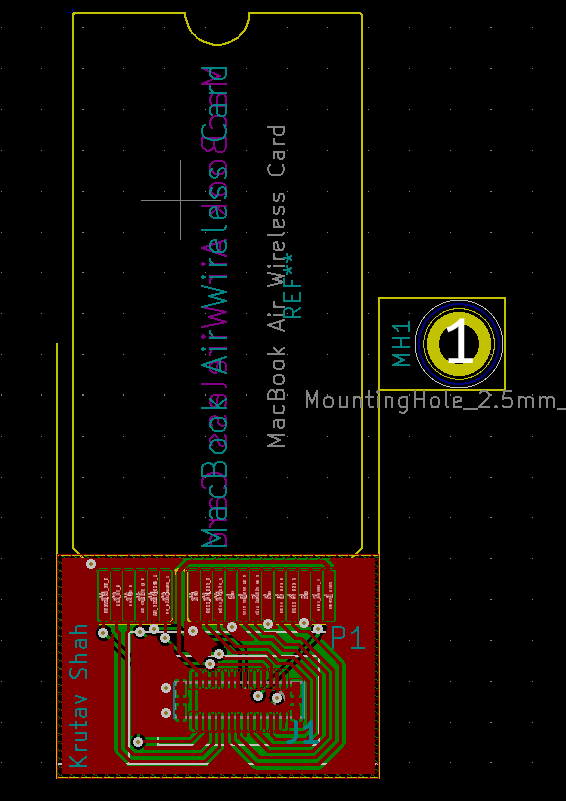 MacBook Air Wireless Card
MacBook Air Wireless Card
MacBook Air Wireless Card
REF**
MH1
1
MountingHole_2.5mm_
P1
Krutav Shah
J1